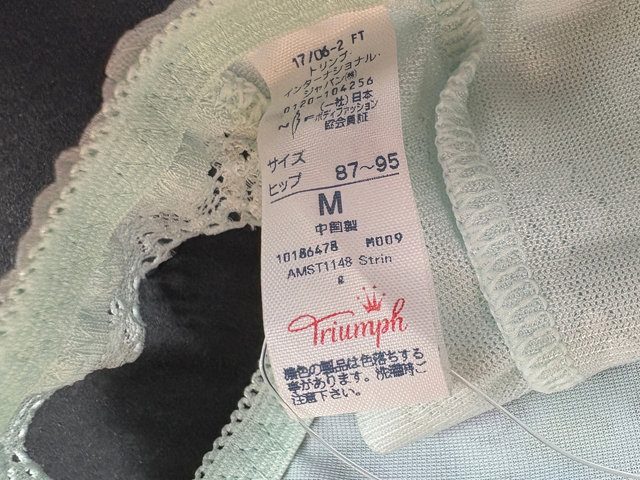 17/06-2 FT
トリンプ・
インターナショナル・
ジャパン㈱
0120-104256
(一社)日本
ボディファッション
協会員証
サイズ
ヒップ 87~95
M
中国製
10186478 M009
AMST1148 Strin
g
Triumph
濃色の製品は色落ちする
事があります。洗濯時ご
注意下さい。